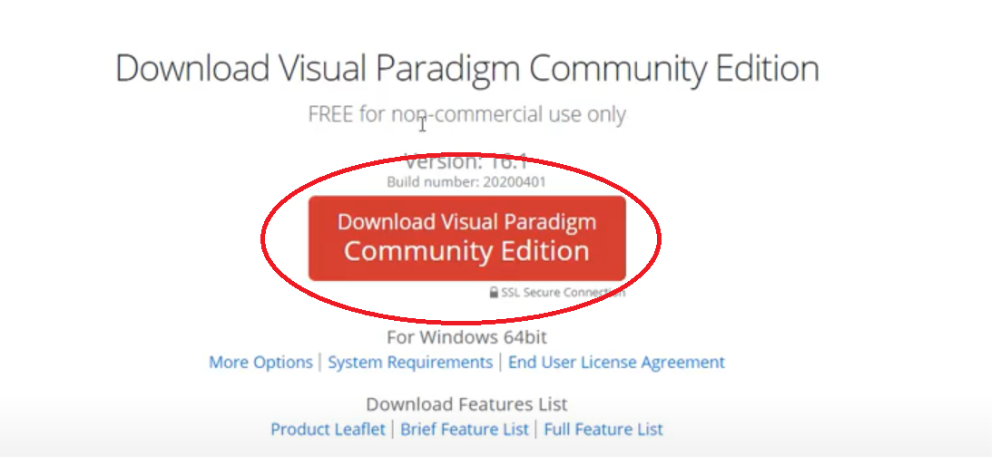 Download Visual Paradigm Community Edition
FREE for non-commercial use only
Version: 16.1
Build number: 20200401
Download Visual Paradigm
Community Edition
SSL Secure Connection
For Windows 64bit
More Options | System Requirements | End User License Agreement
Download Features List
Product Leaflet | Brief Feature List | Full Feature List